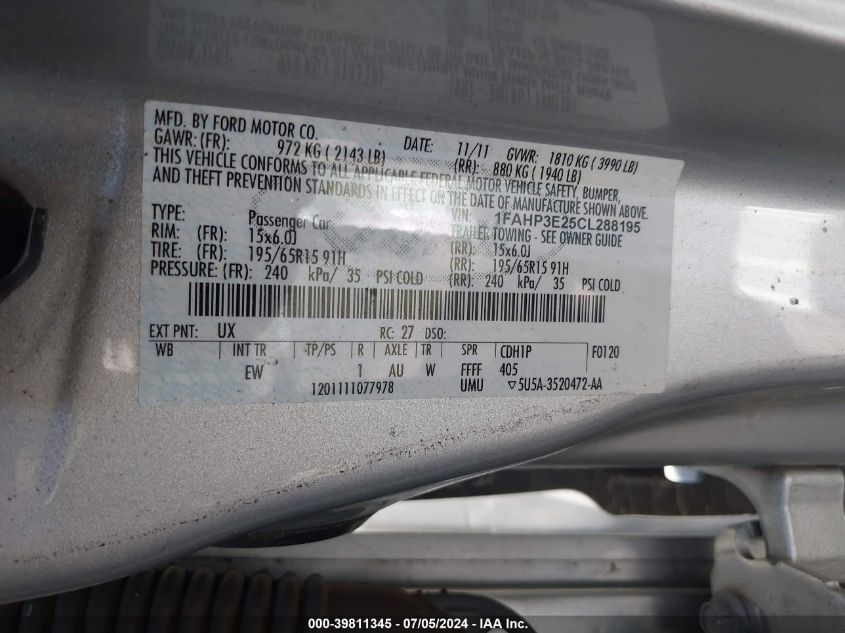 MFD. BY FORD MOTOR CO. DATE: 11/11 GVWR: 1810 KG ( 3990 LB)
GAWR: (FR): 972 KG ( 2143 LB) (RR): 880 KG ( 1940 LB)
THIS VEHICLE CONFORMS TO ALL APPLICABLE FEDERAL MOTOR VEHICLE SAFETY, BUMPER,
AND THEFT PREVENTION STANDARDS IN EFFECT ON THE DATE OF MANUFACTURE SHOWN ABOVE.
VIN: 1FAHP3E25CL288195
TYPE: Passenger Car TRAILER TOWING - SEE OWNER GUIDE
RIM: (FR): 15x6.0J (RR): 15x6.0J
TIRE: (FR): 195/65R15 91H (RR): 195/65R15 91H
PRESSURE: (FR): 240 kPa/ 35 PSI COLD (RR): 240 kPa/ 35 PSI COLD
EXT PNT: UX RC: 27 DSO:
WB INT TR TP/PS R AXLE TR SPR CDH1P F0120
EW 1 AU W FFFF 405
1201111077978 UMU ▽5U5A-3520472-AA
000-39811345 / 07/05/2024 - IAA Inc.